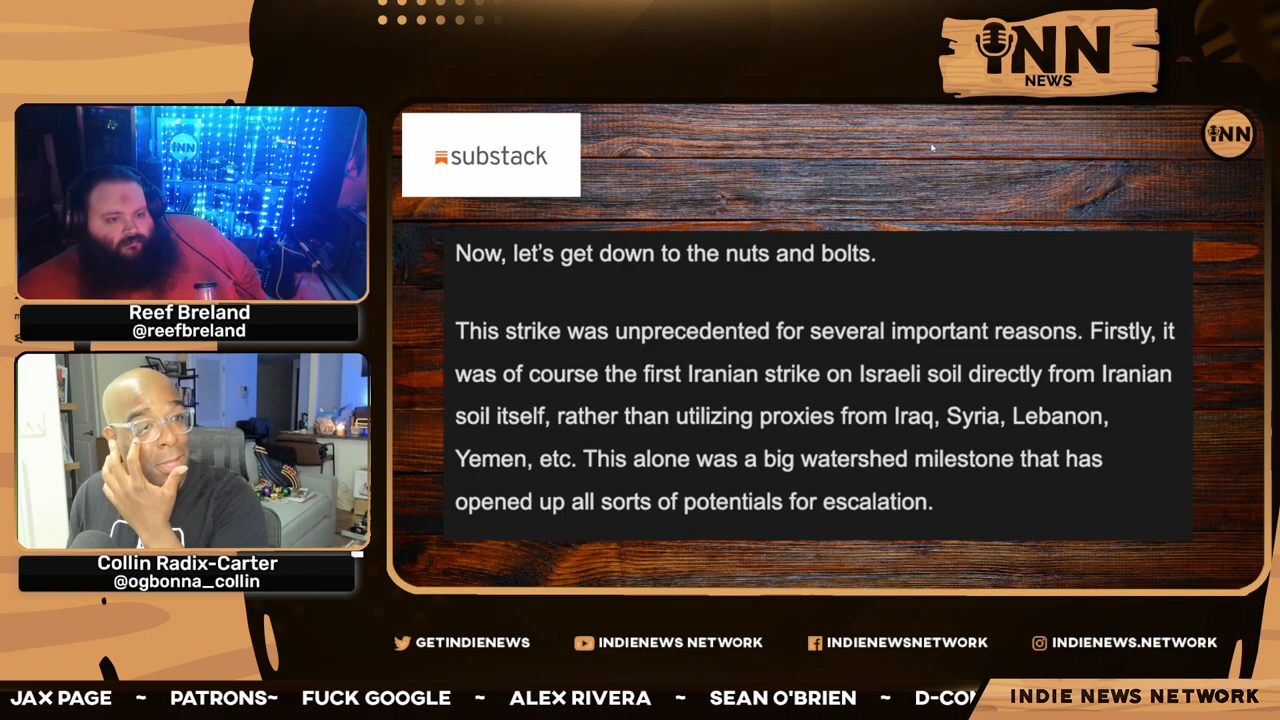 INN
NEWS
INN
substack
Now, let's get down to the nuts and bolts.
This strike was unprecedented for several important reasons. Firstly, it
was of course the first Iranian strike on Israeli soil directly from Iranian
soil itself, rather than utilizing proxies from Iraq, Syria, Lebanon,
Yemen, etc. This alone was a big watershed milestone that has
opened up all sorts of potentials for escalation.
INN
Reef Breland
@reefbreland
Collin Radix-Carter
@ogbonna_collin
GETINDIENEWS INDIENEWS NETWORK INDIENEWSNETWORK INDIENEWS.NETWORK
JAX PAGE ~ PATRONS~ FUCK GOOGLE ~ ALEX RIVERA ~ SEAN O'BRIEN ~ INDIE NEWS NETWORK